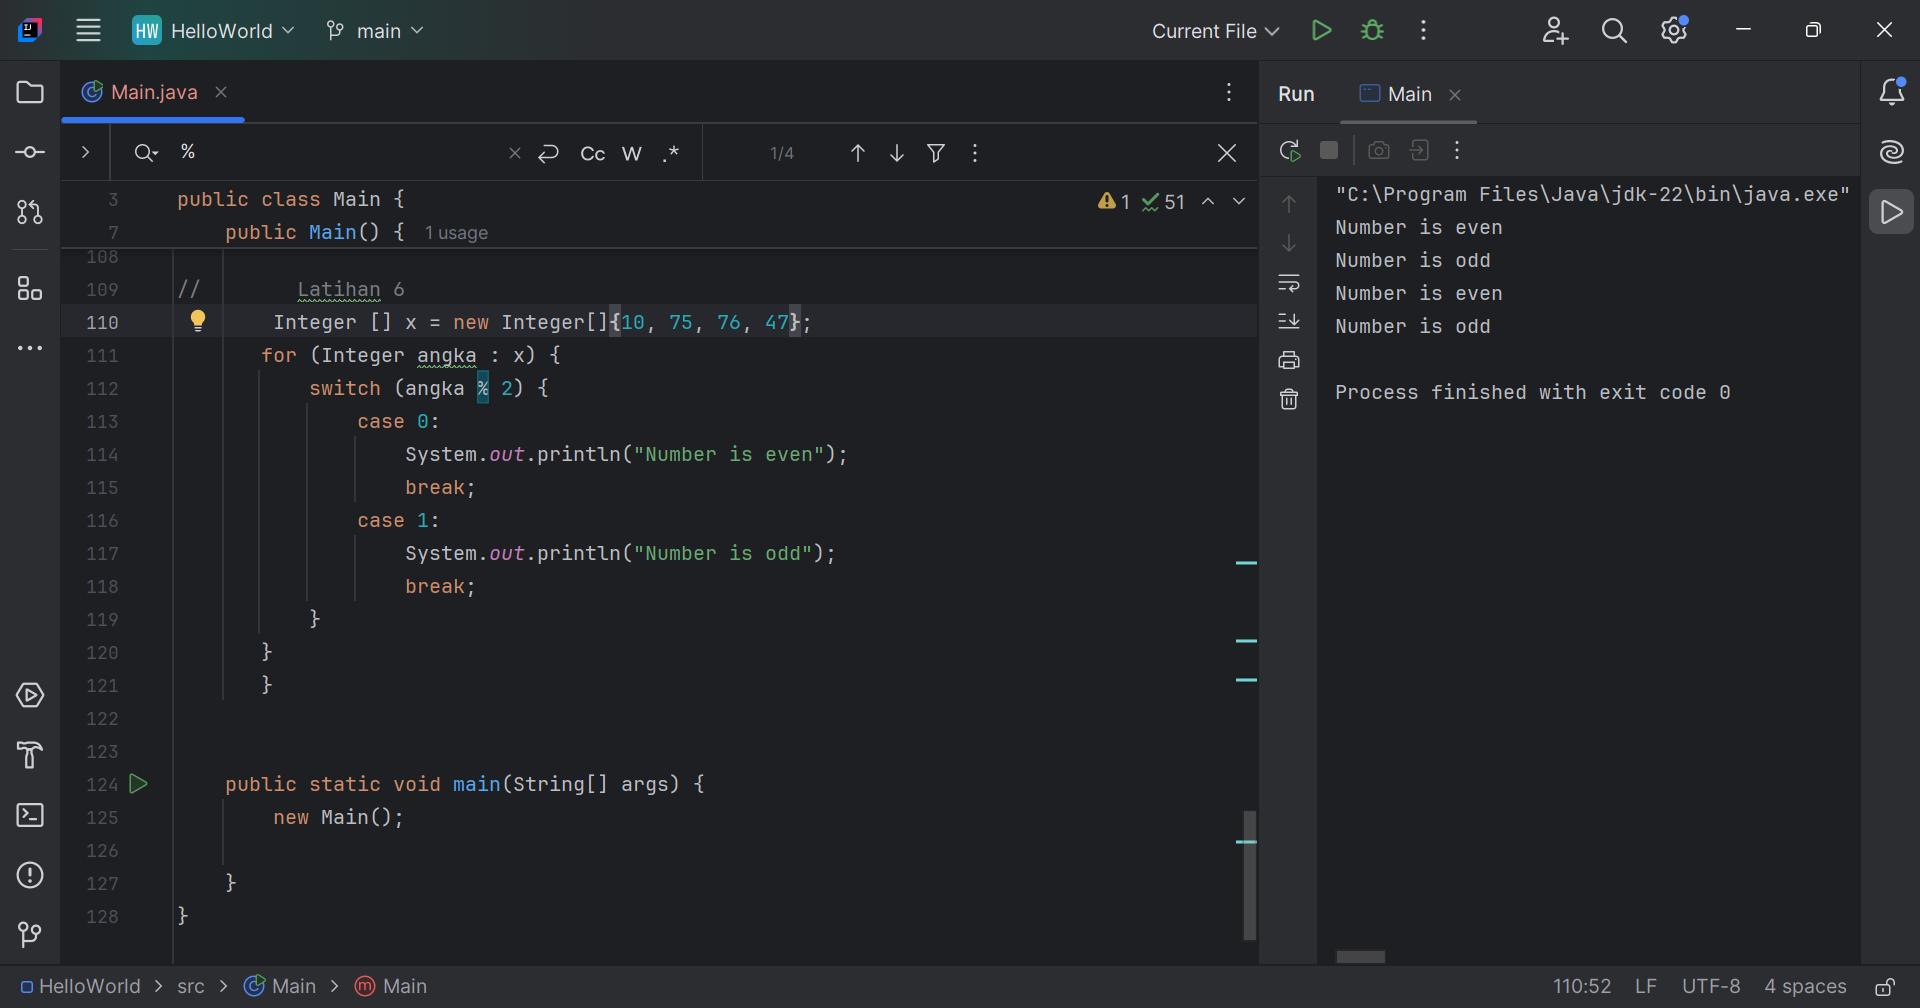 HW HelloWorld main Current File
Main.java
% Cc W .* 1/4
3 public class Main {
1 51
7 public Main() { 1 usage
108
109 // Latihan 6
110 Integer [] x = new Integer[]{10, 75, 76, 47};
111 for (Integer angka : x) {
112 switch (angka % 2) {
113 case 0:
114 System.out.println("Number is even");
115 break;
116 case 1:
117 System.out.println("Number is odd");
118 break;
119 }
120 }
121 }
122
123
124 public static void main(String[] args) {
125 new Main();
126
127 }
128 }
Run Main
"C:\Program Files\Java\jdk-22\bin\java.exe"
Number is even
Number is odd
Number is even
Number is odd
Process finished with exit code 0
HelloWorld > src > Main > m Main
110:52 LF UTF-8 4 spaces